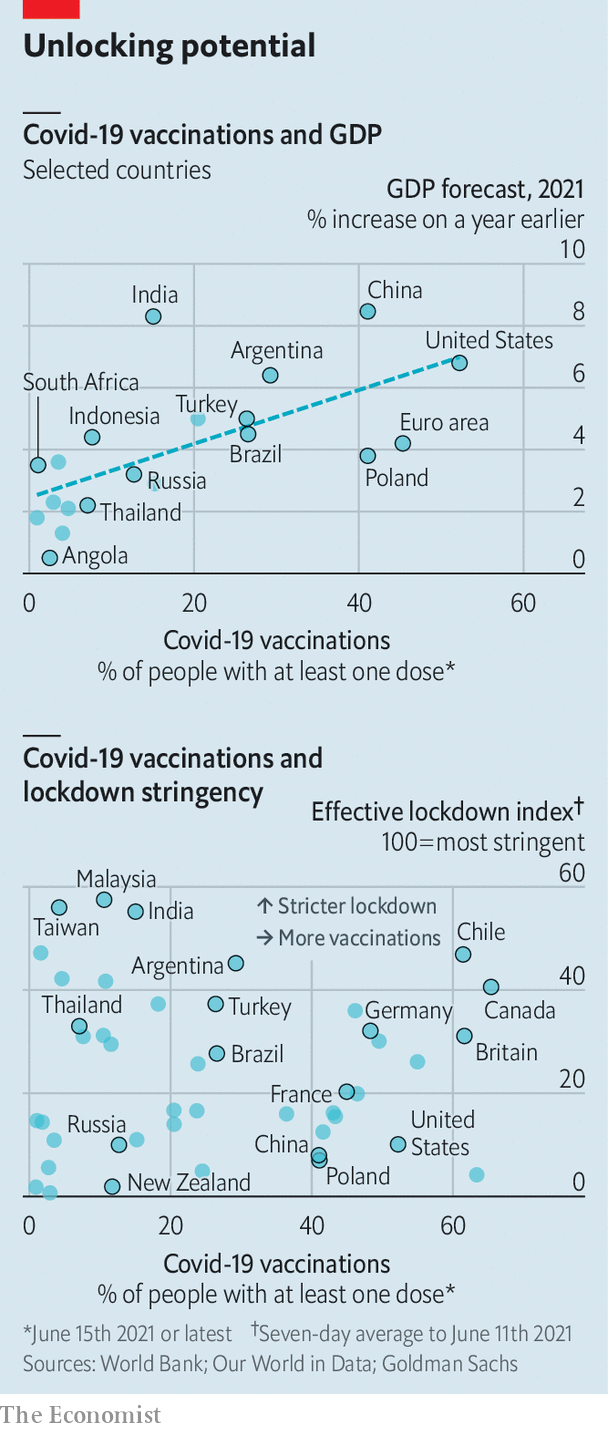 Unlocking potential
Covid-19 vaccinations and GDP
Selected countries
GDP forecast, 2021
% increase on a year earlier
10
India
China
8
Argentina
United States
South Africa
6
Indonesia
Turkey
Euro area
4
Brazil
Russia
Poland
Thailand
2
Angola
0
0 20 40 60
Covid-19 vaccinations
% of people with at least one dose*
Covid-19 vaccinations and
lockdown stringency
Effective lockdown index†
100=most stringent
60
Malaysia
↑ Stricter lockdown
Taiwan
India
→ More vaccinations
Chile
Argentina
40
Thailand
Turkey
Germany
Canada
Brazil
Britain
20
France
Russia
United
States
China
Poland
New Zealand
0
0 20 40 60
Covid-19 vaccinations
% of people with at least one dose*
*June 15th 2021 or latest †Seven-day average to June 11th 2021
Sources: World Bank; Our World in Data; Goldman Sachs
The Economist